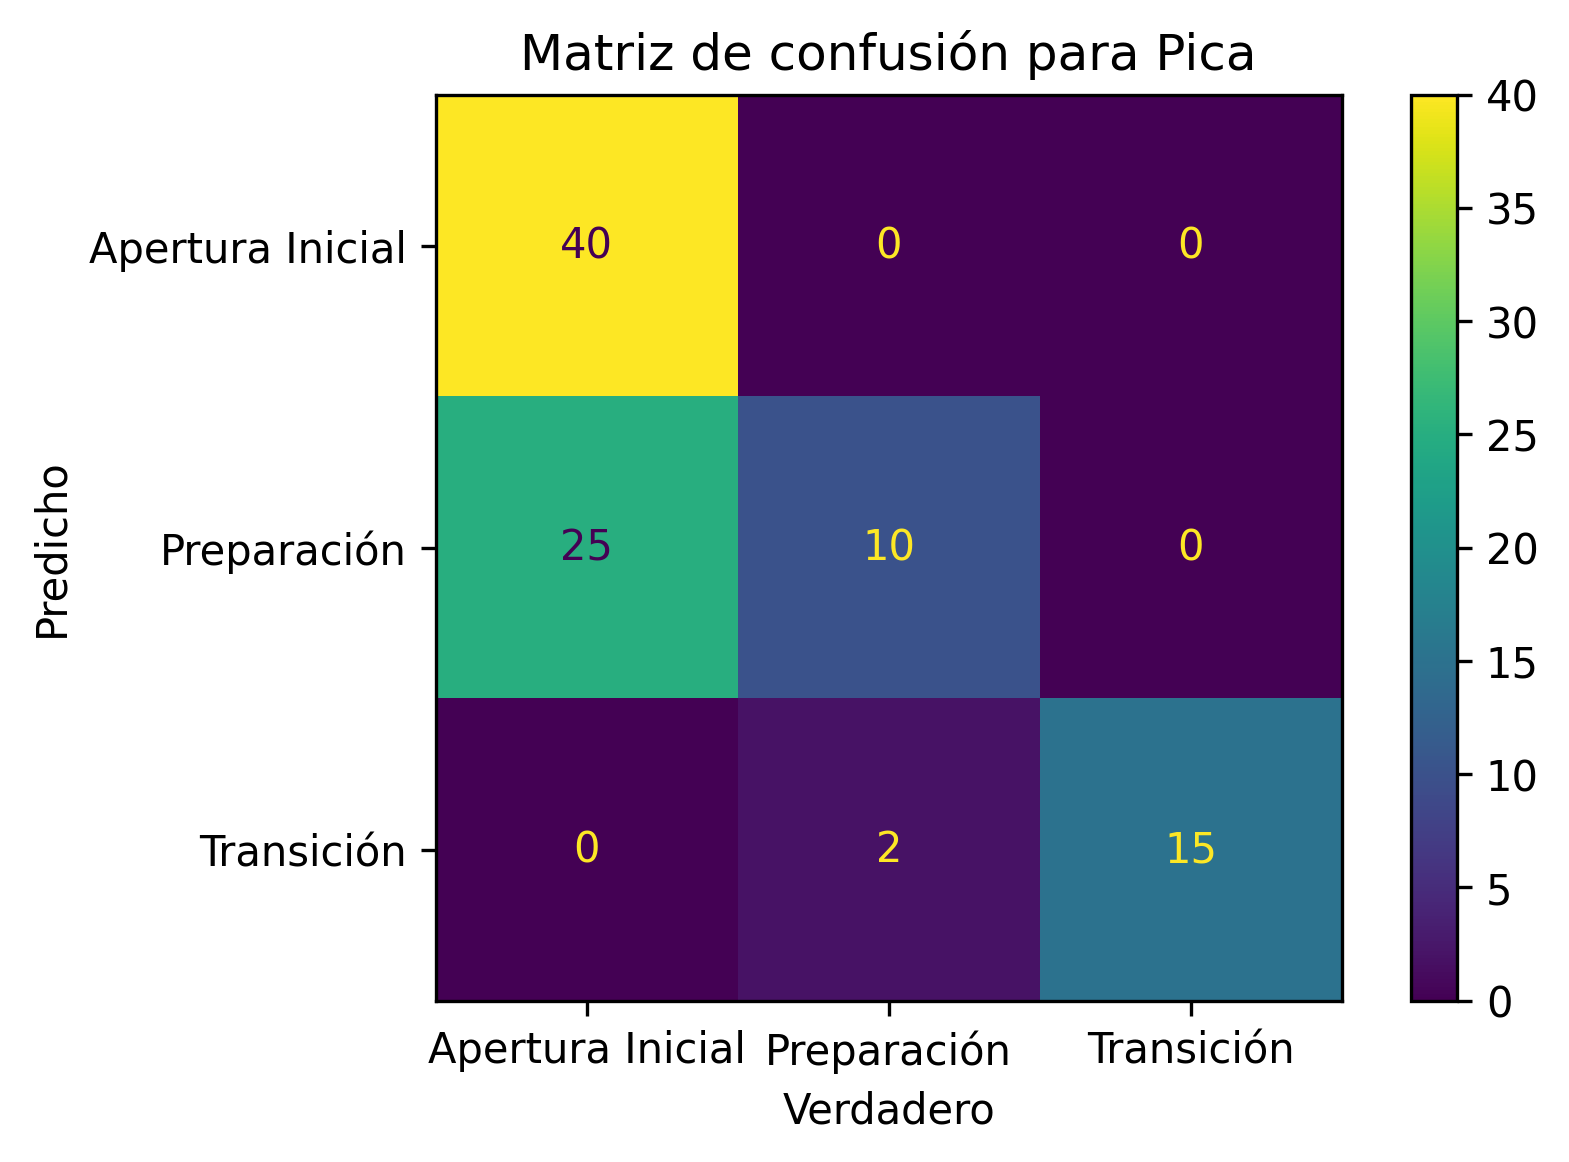 Matriz de confusión para Pica
Predicho
Apertura Inicial
40 0 0
Preparación
25 10 0
Transición
0 2 15
Apertura Inicial Preparación Transición
Verdadero
40
35
30
25
20
15
10
5
0